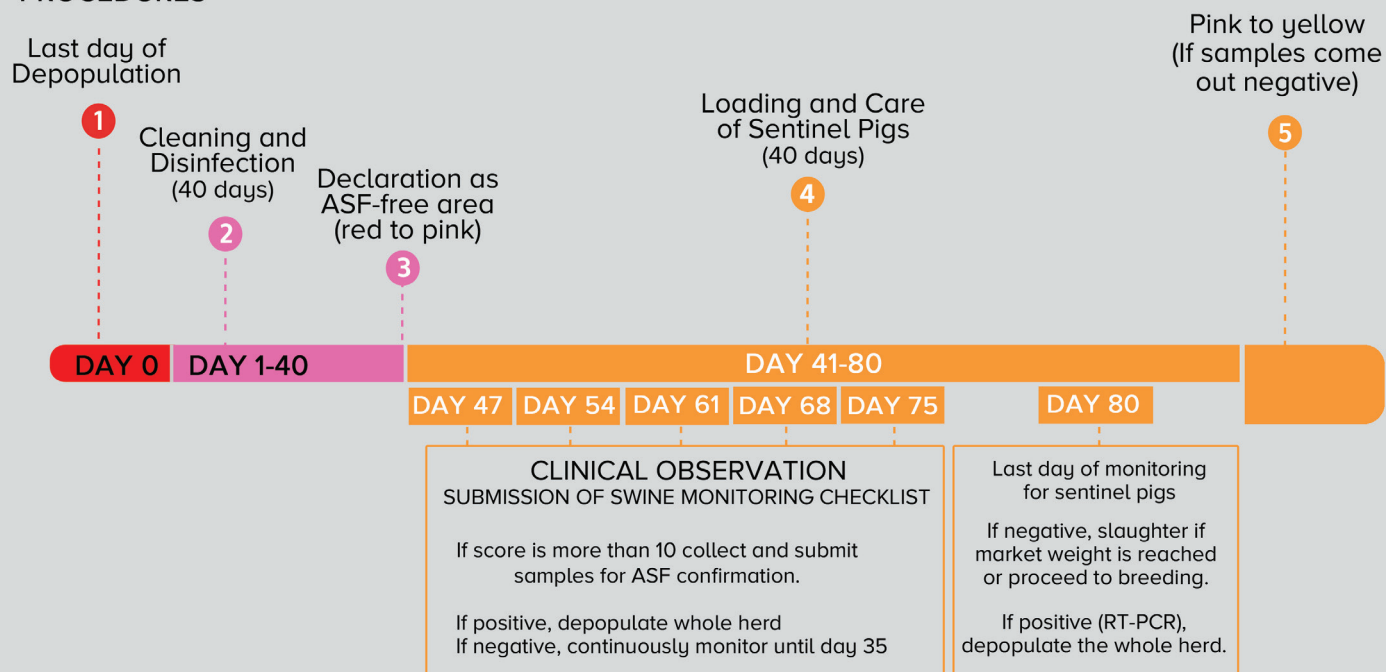 PROCEDURES
Last day of
Depopulation
1
Cleaning and
Disinfection
(40 days)
2
Declaration as
ASF-free area
(red to pink)
3
Loading and Care
of Sentinel Pigs
(40 days)
4
Pink to yellow
(If samples come
out negative)
5
DAY 0
DAY 1-40
DAY 41-80
DAY 47
DAY 54
DAY 61
DAY 68
DAY 75
DAY 80
CLINICAL OBSERVATION
SUBMISSION OF SWINE MONITORING CHECKLIST
If score is more than 10 collect and submit
samples for ASF confirmation.
If positive, depopulate whole herd
If negative, continuously monitor until day 35
Last day of monitoring
for sentinel pigs
If negative, slaughter if
market weight is reached
or proceed to breeding.
If positive (RT-PCR),
depopulate the whole herd.